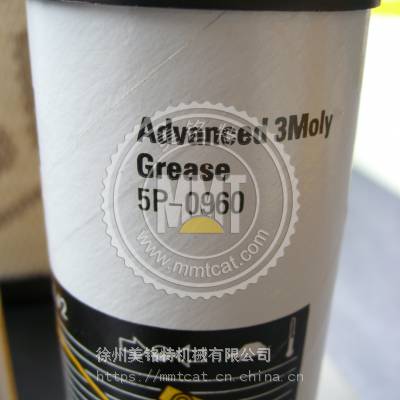 Advanced 3Moly
Grease
5P-0960
MMT
www.mmtcat.com
2
徐州美铭特机械有限公司
https://mmtcat.cn.china.cn